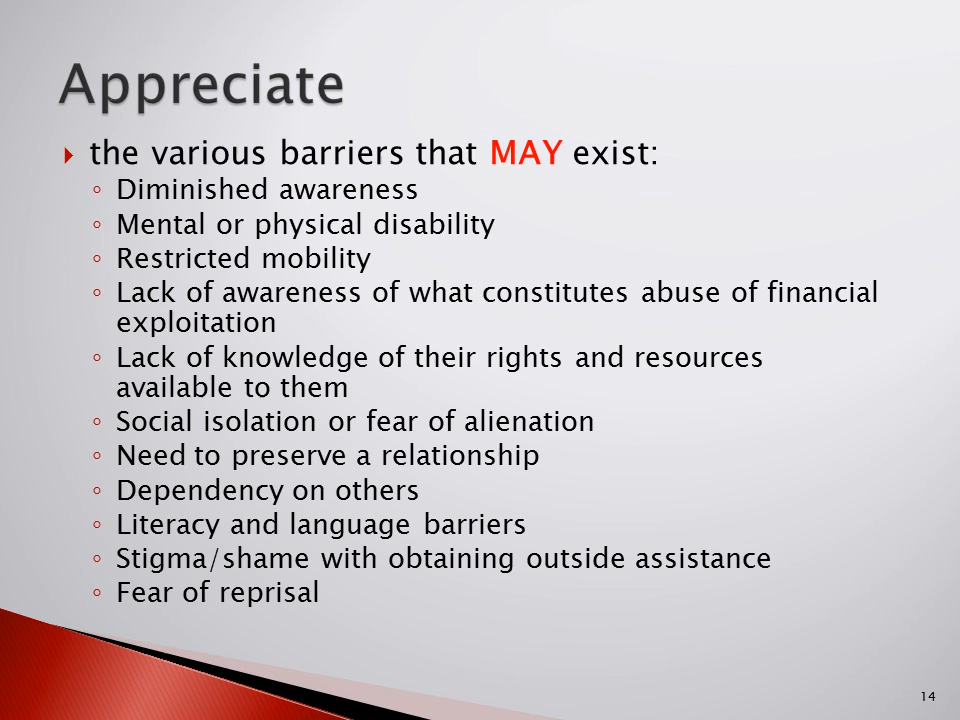 Appreciate
the various barriers that MAY exist:
Diminished awareness
Mental or physical disability
Restricted mobility
Lack of awareness of what constitutes abuse of financial
exploitation
Lack of knowledge of their rights and resources
available to them
Social isolation or fear of alienation
Need to preserve a relationship
Dependency on others
Literacy and language barriers
Stigma/shame with obtaining outside assistance
Fear of reprisal
14